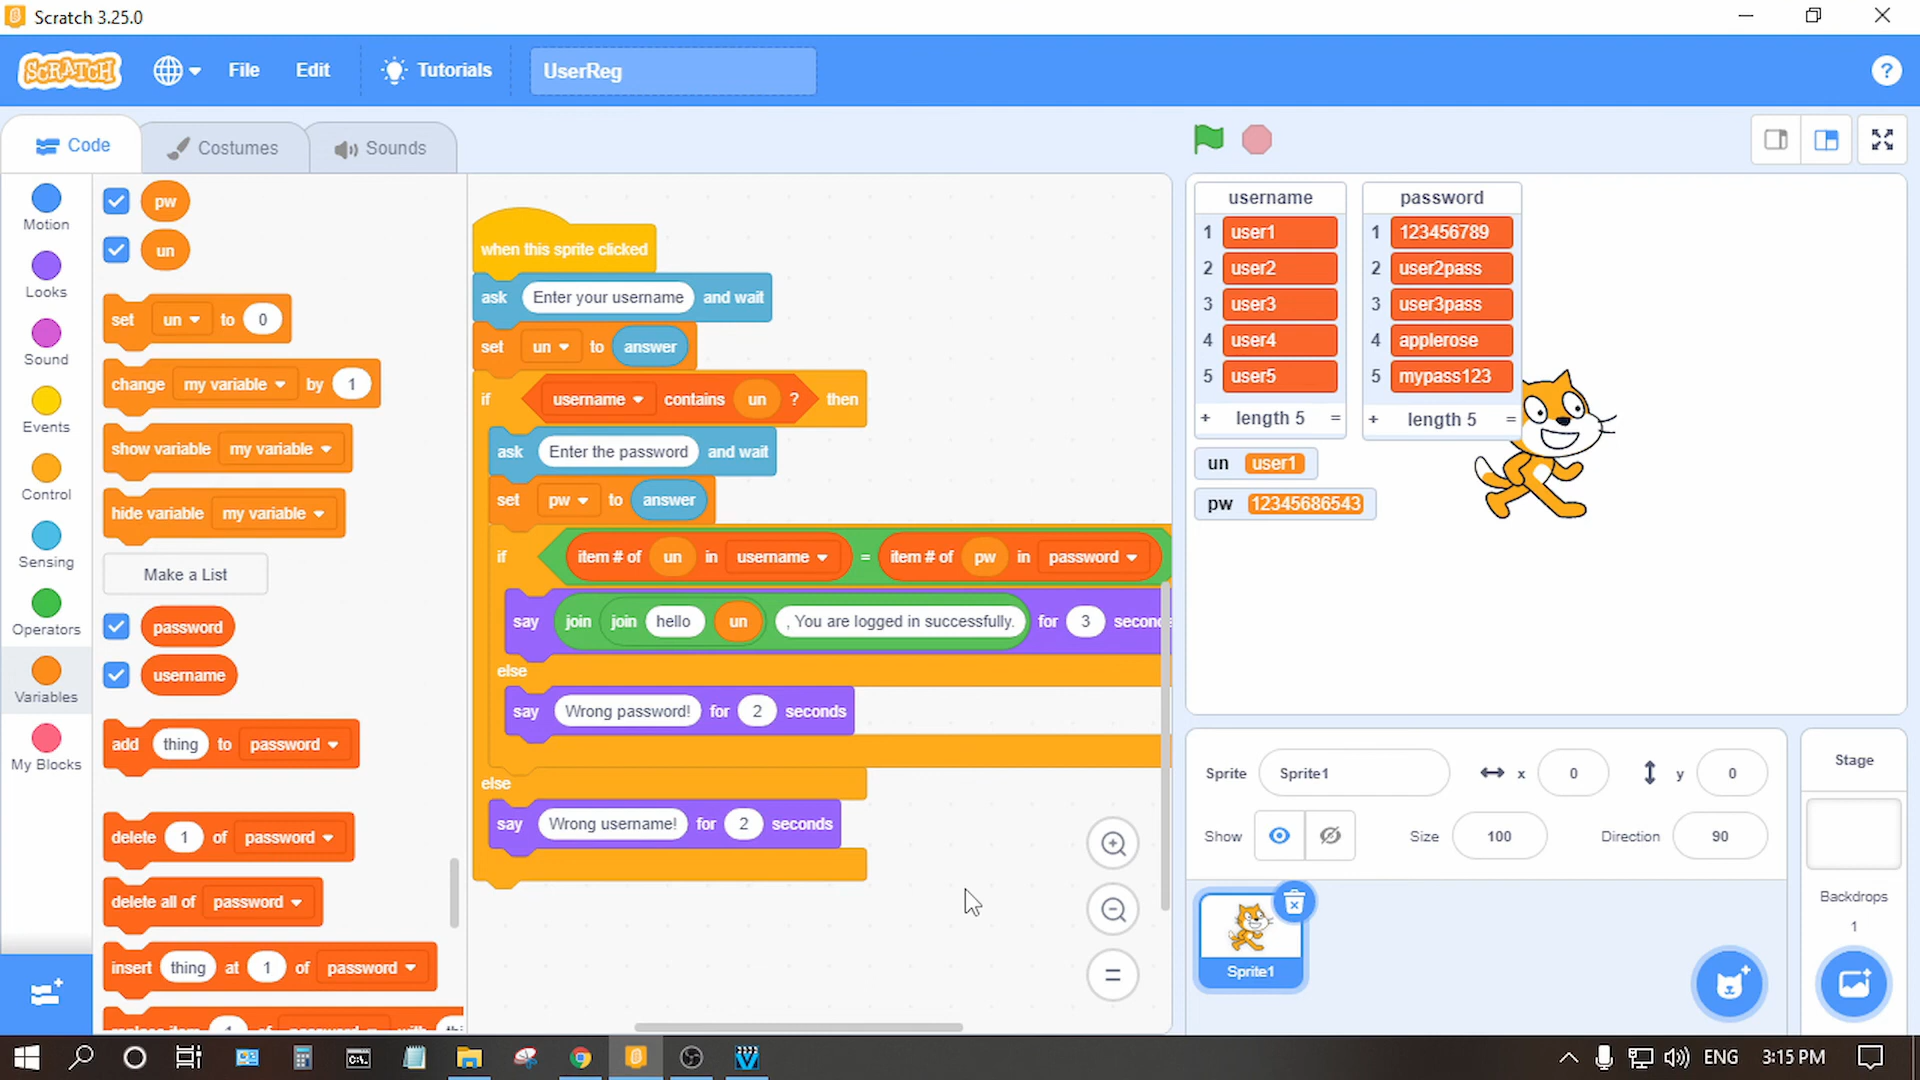 Scratch 3.25.0
SCRATCH File Edit Tutorials UserReg ?
Code Costumes Sounds
Motion
Looks
Sound
Events
Control
Sensing
Operators
Variables
My Blocks
pw
un
set un to 0
change my variable by 1
show variable my variable
hide variable my variable
Make a List
password
username
add thing to password
delete 1 of password
delete all of password
insert thing at 1 of password
when this sprite clicked
ask Enter your username and wait
set un to answer
if username contains un ? then
ask Enter the password and wait
set pw to answer
if item # of un in username = item # of pw in password
say join join hello un , You are logged in successfully. for 3 secon
else
say Wrong password! for 2 seconds
else
say Wrong username! for 2 seconds
username
1 user1
2 user2
3 user3
4 user4
5 user5
+ length 5 =
password
1 123456789
2 user2pass
3 user3pass
4 applerose
5 mypass123
+ length 5 =
un user1
pw 12345686543
Sprite Sprite1 x 0 y 0
Show Size 100 Direction 90
Sprite1
Stage
Backdrops
1
ENG 3:15 PM